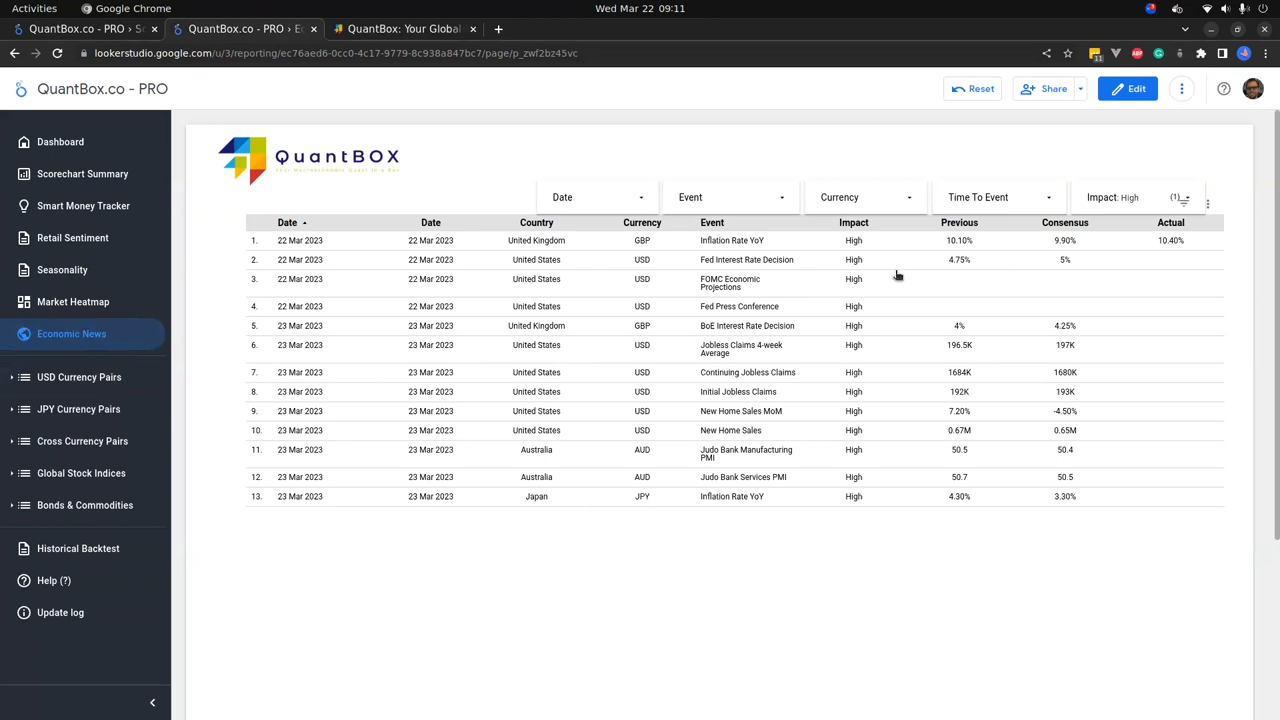 Activities Google Chrome Wed Mar 22 09:11
QuantBox.co - PRO › Sc QuantBox.co - PRO › Ec QuantBox: Your Global
lookerstudio.google.com/u/3/reporting/ec76aed6-0cc0-4c17-9779-8c938a847bc7/page/p_zwf2bz45vc 11 ABP
QuantBox.co - PRO Reset Share Edit
Dashboard
Scorechart Summary
Smart Money Tracker
Retail Sentiment
Seasonality
Market Heatmap
Economic News
USD Currency Pairs
JPY Currency Pairs
Cross Currency Pairs
Global Stock Indices
Bonds & Commodities
Historical Backtest
Help (?)
Update log
QuantBOX
Your Macroeconomic Quant In a Box
Date Event Currency Time To Event Impact: High (1)
Date Date Country Currency Event Impact Previous Consensus Actual
1. 22 Mar 2023 22 Mar 2023 United Kingdom GBP Inflation Rate YoY High 10.10% 9.90% 10.40%
2. 22 Mar 2023 22 Mar 2023 United States USD Fed Interest Rate Decision High 4.75% 5%
3. 22 Mar 2023 22 Mar 2023 United States USD FOMC Economic High
Projections
4. 22 Mar 2023 22 Mar 2023 United States USD Fed Press Conference High
5. 23 Mar 2023 23 Mar 2023 United Kingdom GBP BoE Interest Rate Decision High 4% 4.25%
6. 23 Mar 2023 23 Mar 2023 United States USD Jobless Claims 4-week High 196.5K 197K
Average
7. 23 Mar 2023 23 Mar 2023 United States USD Continuing Jobless Claims High 1684K 1680K
8. 23 Mar 2023 23 Mar 2023 United States USD Initial Jobless Claims High 192K 193K
9. 23 Mar 2023 23 Mar 2023 United States USD New Home Sales MoM High 7.20% -4.50%
10. 23 Mar 2023 23 Mar 2023 United States USD New Home Sales High 0.67M 0.65M
11. 23 Mar 2023 23 Mar 2023 Australia AUD Judo Bank Manufacturing High 50.5 50.4
PMI
12. 23 Mar 2023 23 Mar 2023 Australia AUD Judo Bank Services PMI High 50.7 50.5
13. 23 Mar 2023 23 Mar 2023 Japan JPY Inflation Rate YoY High 4.30% 3.30%